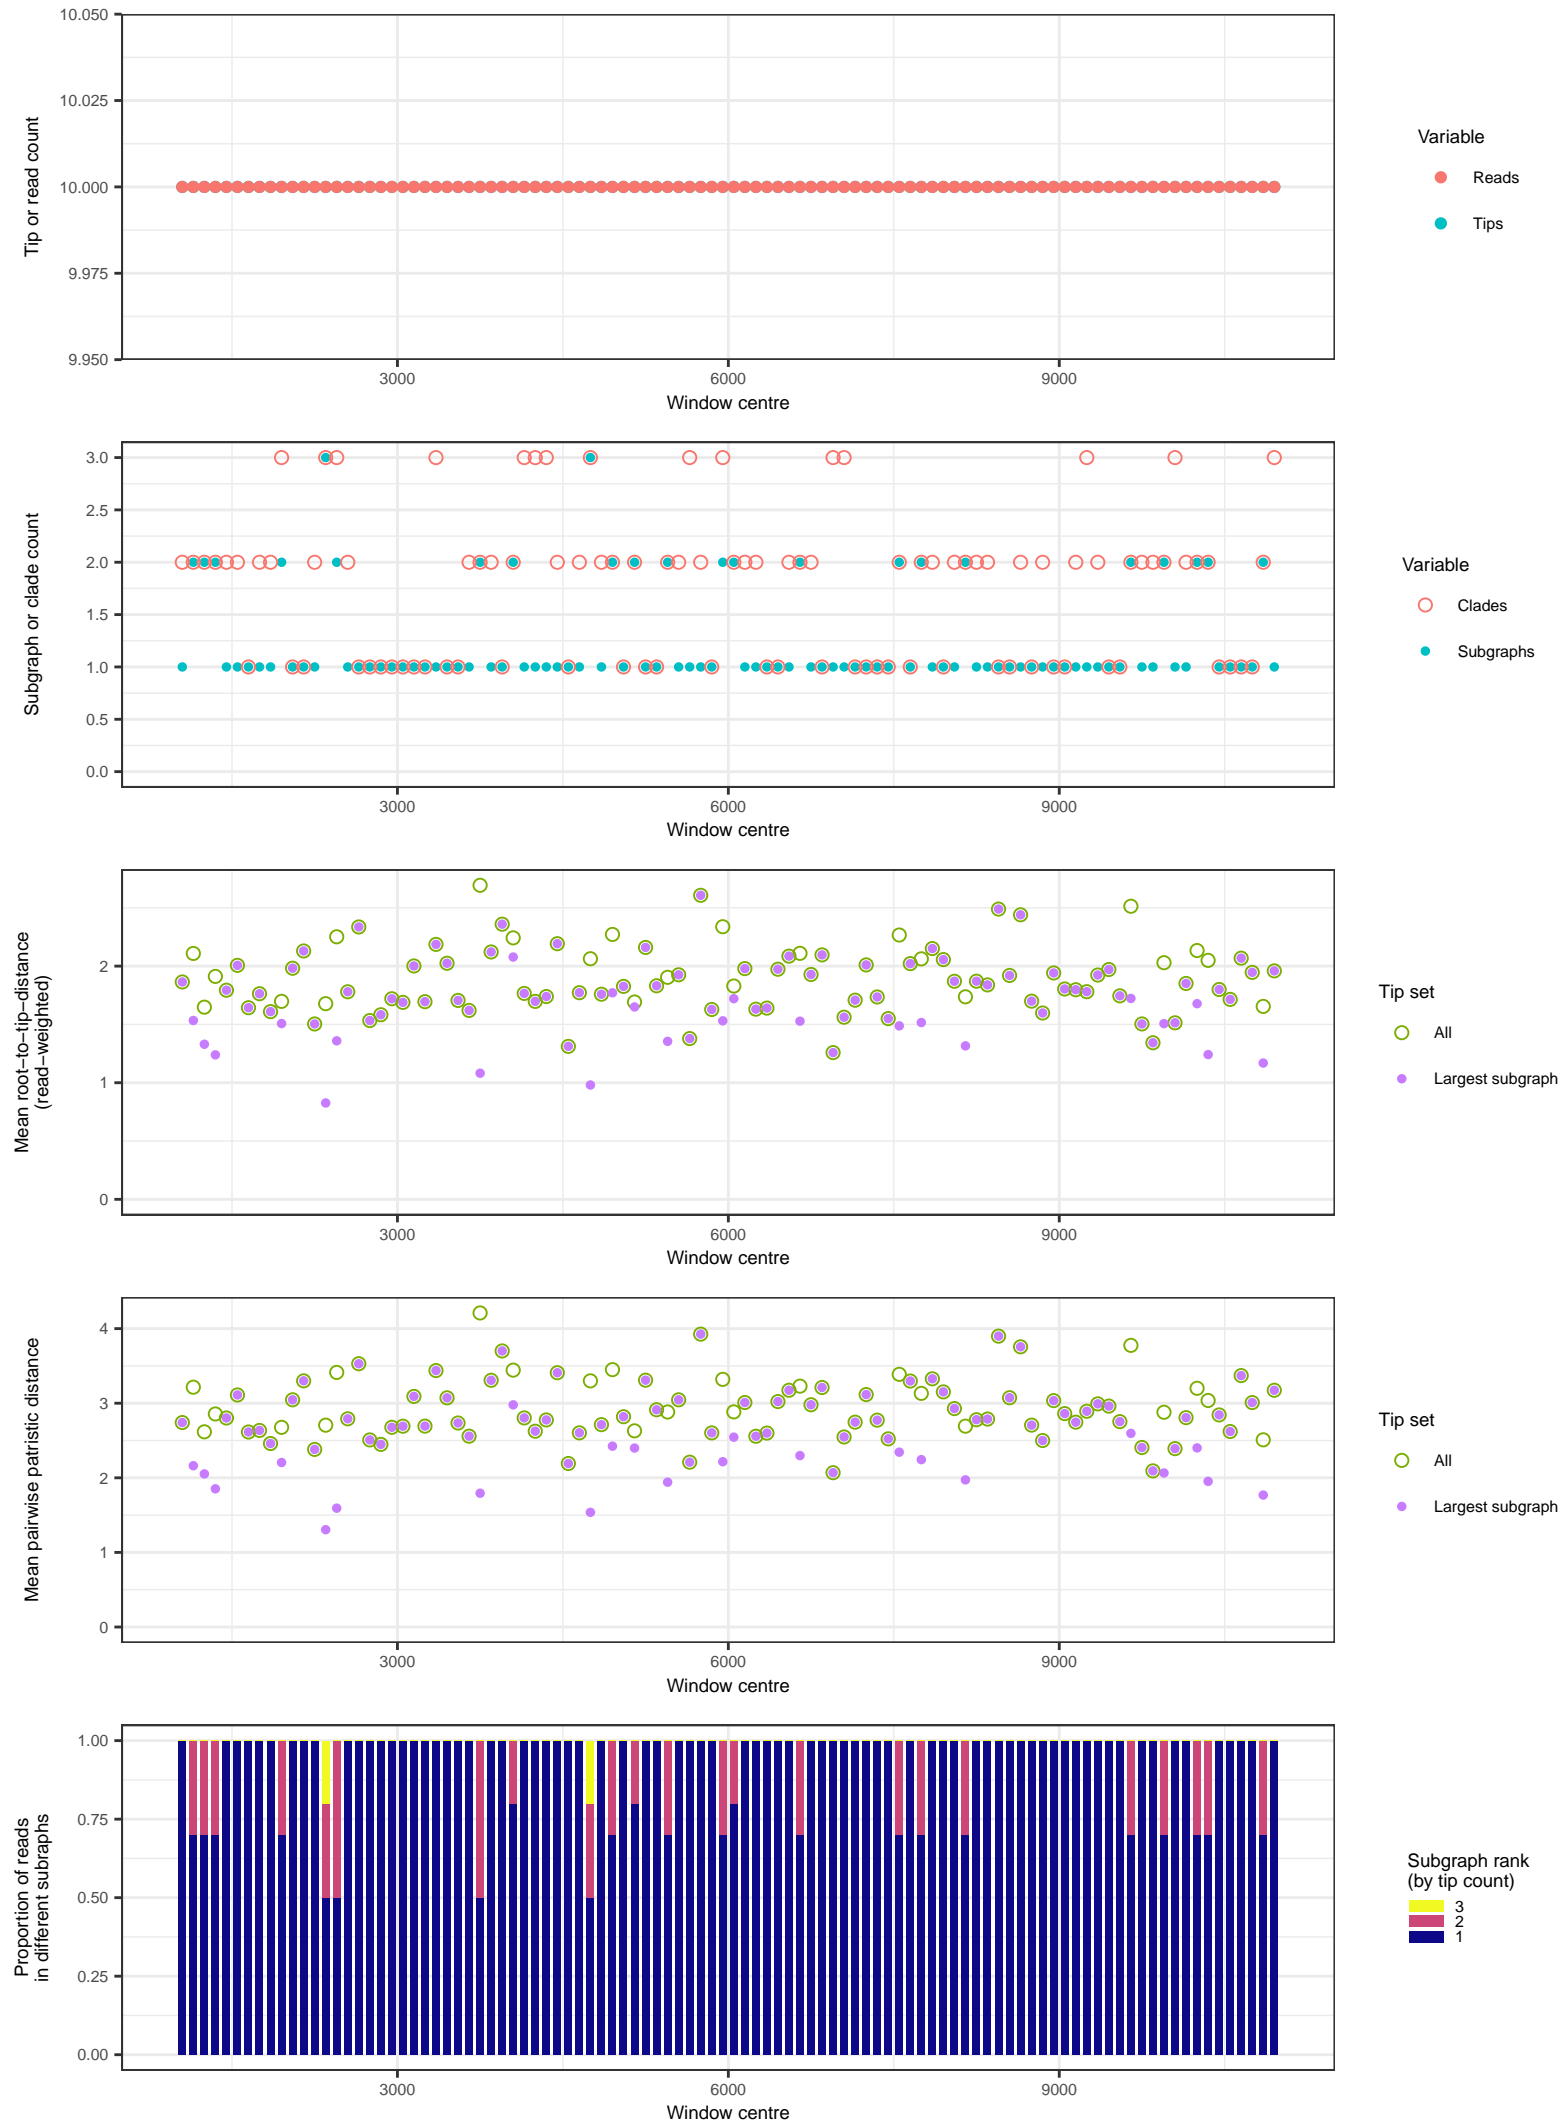 10.050
10.025
10.000
9.975
9.950
Tip or read count
3000
6000
9000
Window centre
Variable
Reads
Tips
3.0
2.5
2.0
1.5
1.0
0.5
0.0
Subgraph or clade count
3000
6000
9000
Window centre
Variable
Clades
Subgraphs
2
1
0
Mean root−to−tip−distance
(read−weighted)
3000
6000
9000
Window centre
Tip set
All
Largest subgraph
4
3
2
1
0
Mean pairwise patristic distance
3000
6000
9000
Window centre
Tip set
All
Largest subgraph
1.00
0.75
0.50
0.25
0.00
Proportion of reads
in different subraphs
3000
6000
9000
Window centre
Subgraph rank
(by tip count)
3
2
1